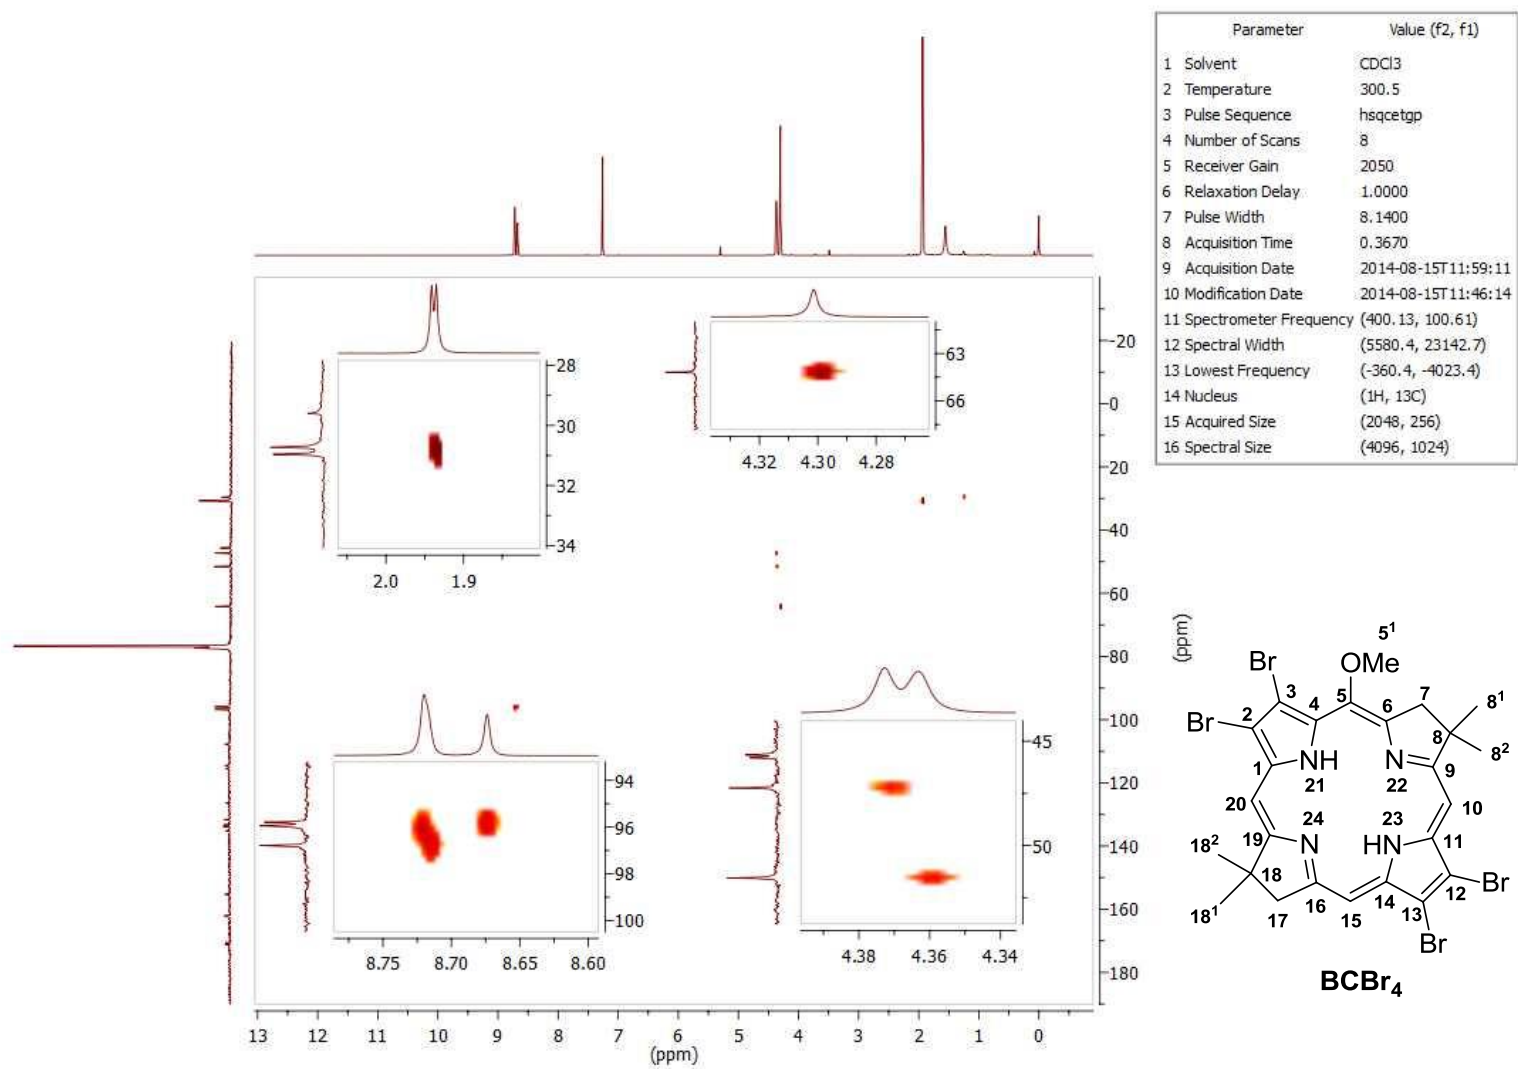 Parameter Value (f2, f1)
1 Solvent CDCl3
2 Temperature 300.5
3 Pulse Sequence hsqcetgp
4 Number of Scans 8
5 Receiver Gain 2050
6 Relaxation Delay 1.0000
7 Pulse Width 8.1400
8 Acquisition Time 0.3670
9 Acquisition Date 2014-08-15T11:59:11
10 Modification Date 2014-08-15T11:46:14
11 Spectrometer Frequency (400.13, 100.61)
12 Spectral Width (5580.4, 23142.7)
13 Lowest Frequency (-360.4, -4023.4)
14 Nucleus (1H, 13C)
15 Acquired Size (2048, 256)
16 Spectral Size (4096, 1024)
28
30
32
34
2.0 1.9
63
66
4.32 4.30 4.28
94
96
98
100
8.75 8.70 8.65 8.60
45
50
4.38 4.36 4.34
-20
0
20
40
60
80
100
120
140
160
180
(ppm)
13 12 11 10 9 8 7 6 5 4 3 2 1 0
(ppm)
5¹
Br OMe
3 5 7 8¹
4 6
Br 2 8
8²
1 NH N 9
21 22
20 10
24 23
19 N HN 11
18²
18 12 Br
16 14
18¹ 17 15 13
Br
BCBr₄